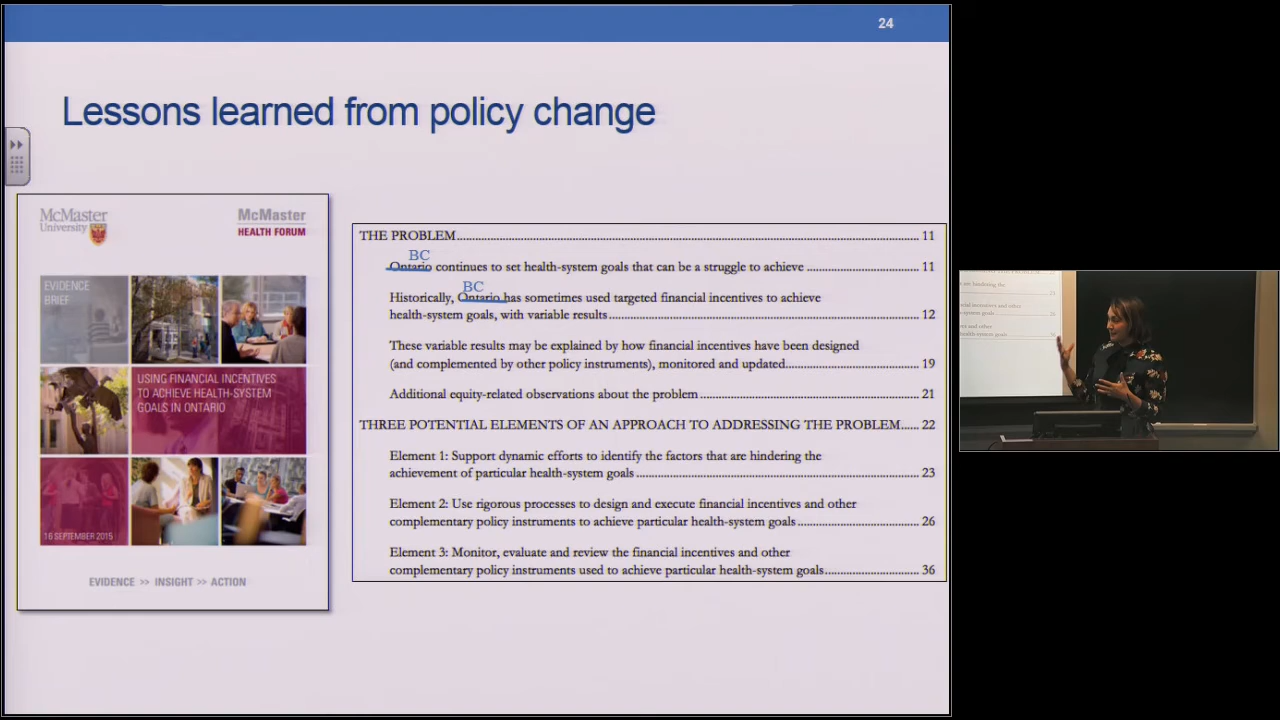 24
Lessons learned from policy change
McMaster
University
McMaster
HEALTH FORUM
EVIDENCE
BRIEF
USING FINANCIAL INCENTIVES
TO ACHIEVE HEALTH-SYSTEM
GOALS IN ONTARIO
16 SEPTEMBER 2015
EVIDENCE >> INSIGHT >> ACTION
THE PROBLEM 11
BC
Ontario continues to set health-system goals that can be a struggle to achieve 11
BC
Historically, Ontario has sometimes used targeted financial incentives to achieve
health-system goals, with variable results 12
These variable results may be explained by how financial incentives have been designed
(and complemented by other policy instruments), monitored and updated 19
Additional equity-related observations about the problem 21
THREE POTENTIAL ELEMENTS OF AN APPROACH TO ADDRESSING THE PROBLEM 22
Element 1: Support dynamic efforts to identify the factors that are hindering the
achievement of particular health-system goals 23
Element 2: Use rigorous processes to design and execute financial incentives and other
complementary policy instruments to achieve particular health-system goals 26
Element 3: Monitor, evaluate and review the financial incentives and other
complementary policy instruments used to achieve particular health-system goals 36